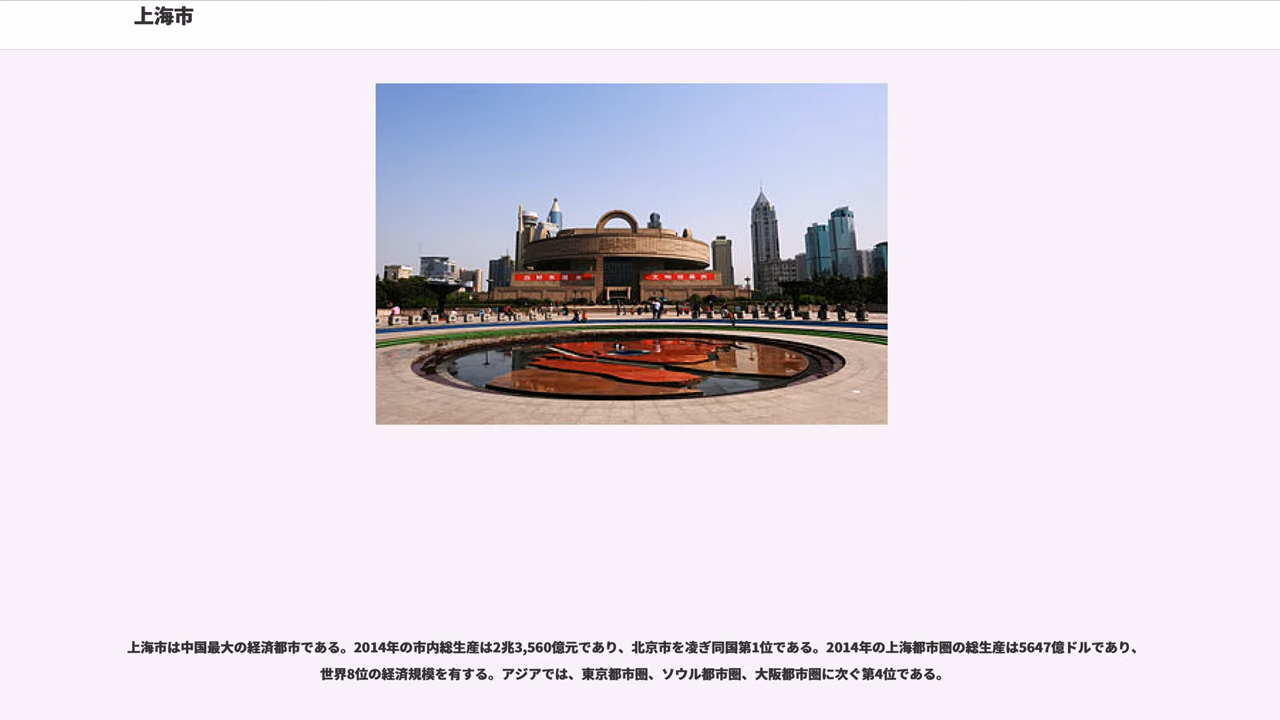 上海市
上海市は中国最大の経済都市である。2014年の市内総生産は2兆3,560億元であり、北京市を凌ぎ同国第1位である。2014年の上海都市圏の総生産は5647億ドルであり、
世界8位の経済規模を有する。アジアでは、東京都市圏、ソウル都市圏、大阪都市圏に次ぐ第4位である。